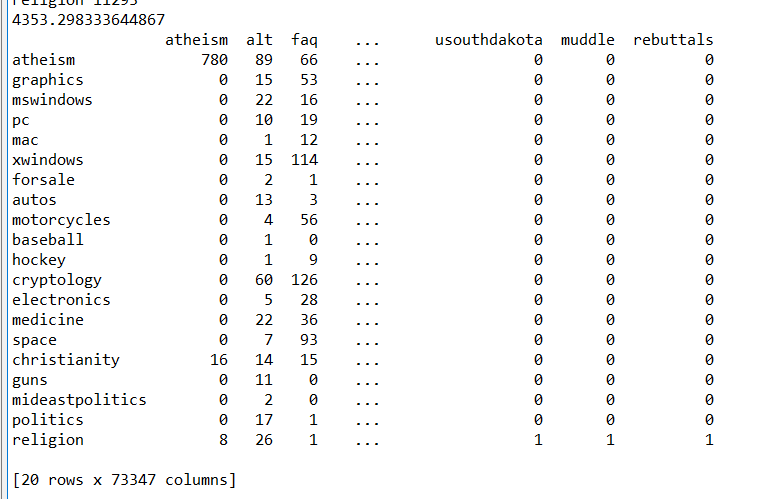 religion 11293
4353.298333644867
atheism alt faq ... usouthdakota muddle rebuttals
atheism 780 89 66 ... 0 0 0
graphics 0 15 53 ... 0 0 0
mswindows 0 22 16 ... 0 0 0
pc 0 10 19 ... 0 0 0
mac 0 1 12 ... 0 0 0
xwindows 0 15 114 ... 0 0 0
forsale 0 2 1 ... 0 0 0
autos 0 13 3 ... 0 0 0
motorcycles 0 4 56 ... 0 0 0
baseball 0 1 0 ... 0 0 0
hockey 0 1 9 ... 0 0 0
cryptology 0 60 126 ... 0 0 0
electronics 0 5 28 ... 0 0 0
medicine 0 22 36 ... 0 0 0
space 0 7 93 ... 0 0 0
christianity 16 14 15 ... 0 0 0
guns 0 11 0 ... 0 0 0
mideastpolitics 0 2 0 ... 0 0 0
politics 0 17 1 ... 0 0 0
religion 8 26 1 ... 1 1 1
[20 rows x 73347 columns]